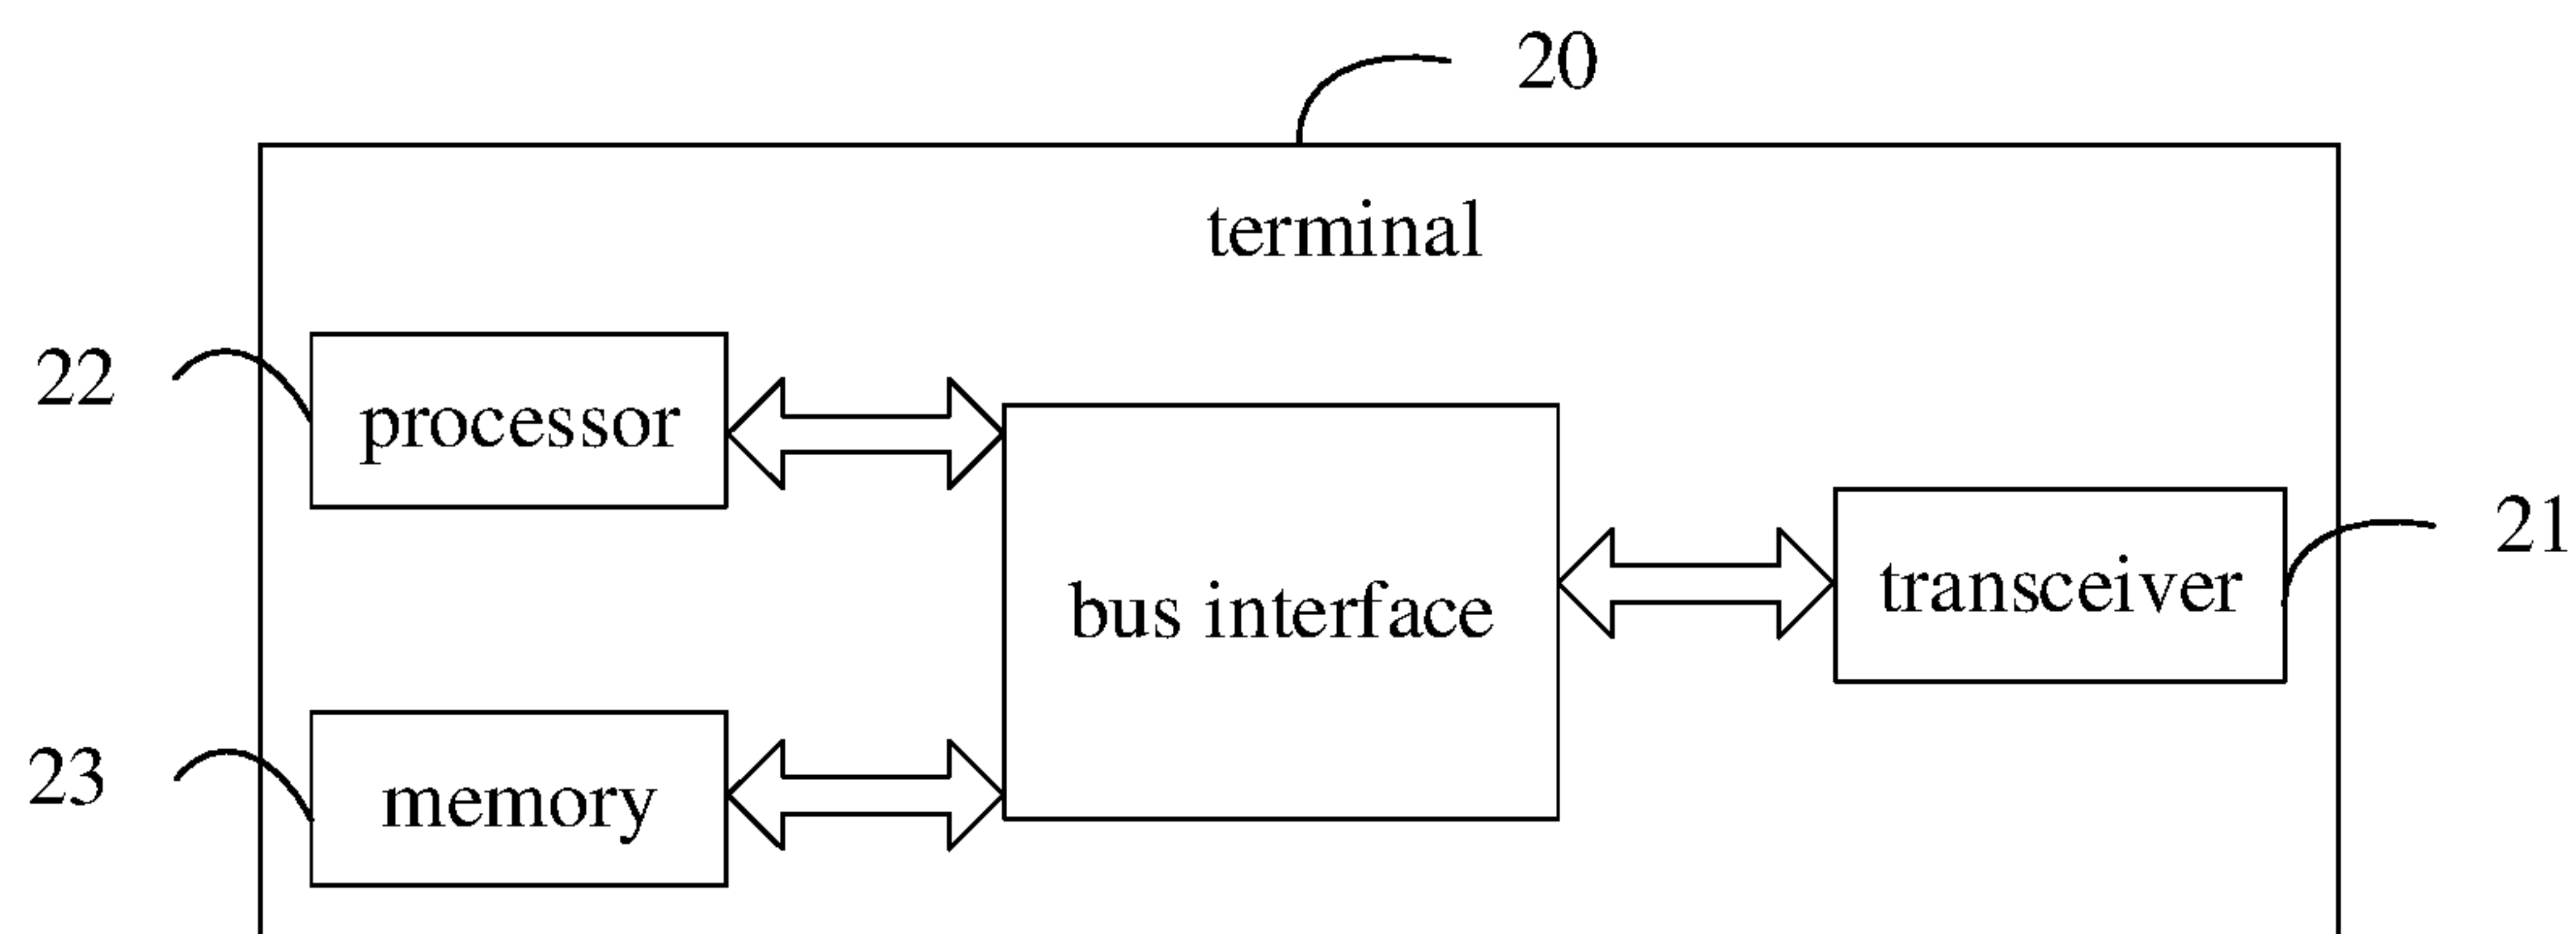 20
terminal
22
processor
21
transceiver
bus interface
23
memory